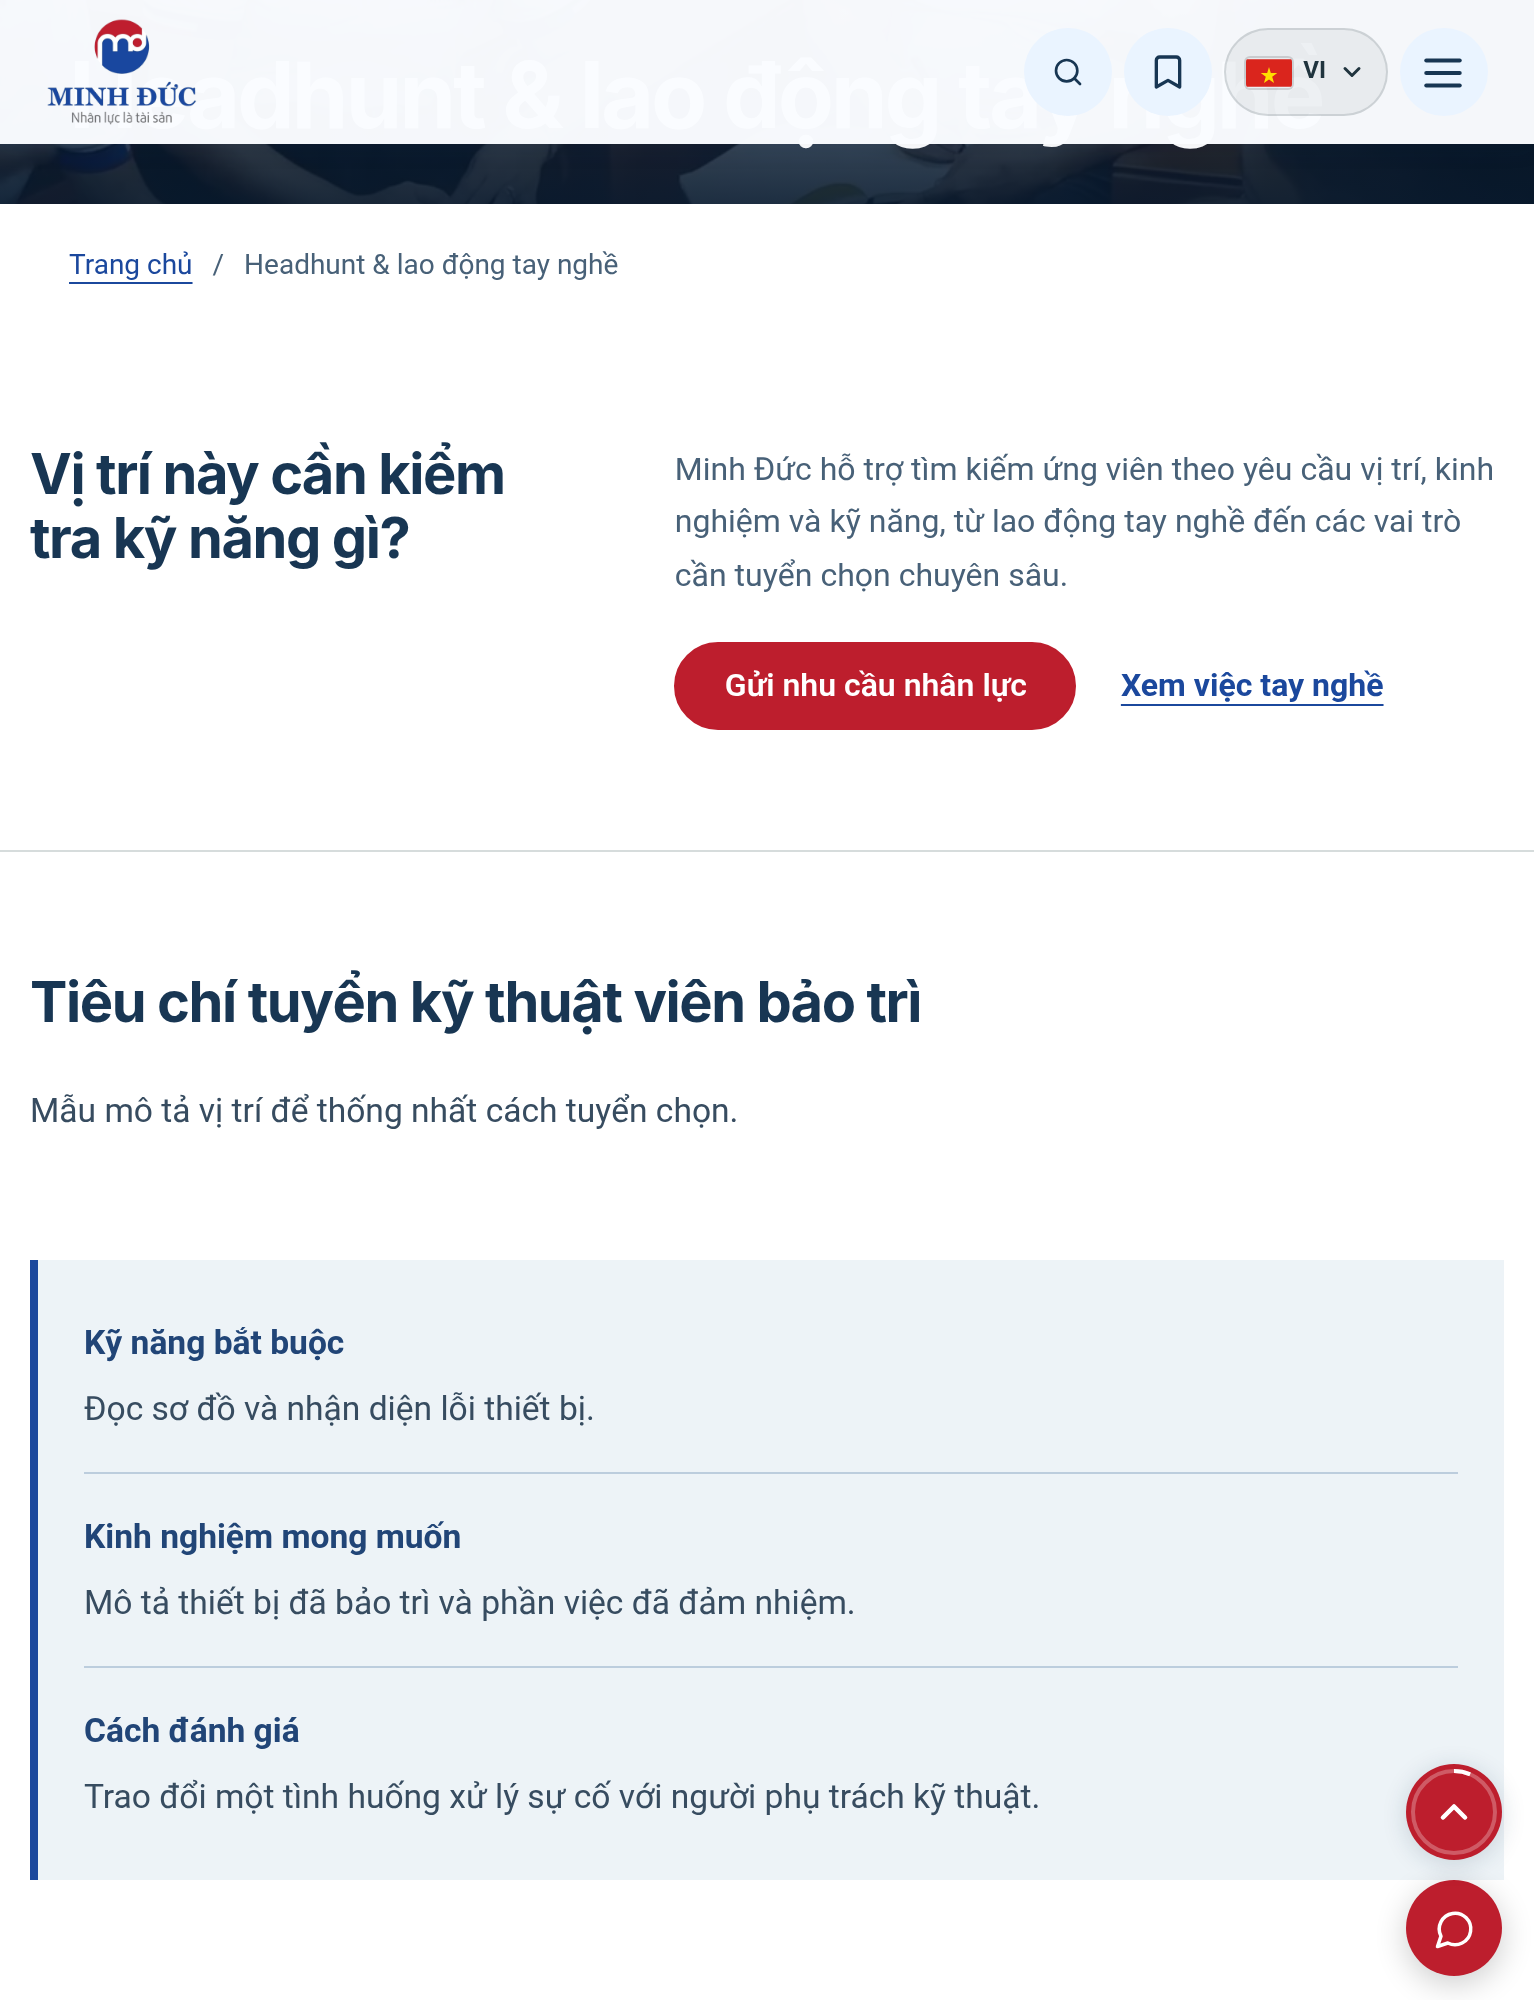 MINH ĐỨC
Nhân lực là tài sản
VI
Headhunt & lao động tay nghề
Trang chủ / Headhunt & lao động tay nghề
Vị trí này cần kiểm
tra kỹ năng gì?
Minh Đức hỗ trợ tìm kiếm ứng viên theo yêu cầu vị trí, kinh
nghiệm và kỹ năng, từ lao động tay nghề đến các vai trò
cần tuyển chọn chuyên sâu.
Gửi nhu cầu nhân lực
Xem việc tay nghề
Tiêu chí tuyển kỹ thuật viên bảo trì
Mẫu mô tả vị trí để thống nhất cách tuyển chọn.
Kỹ năng bắt buộc
Đọc sơ đồ và nhận diện lỗi thiết bị.
Kinh nghiệm mong muốn
Mô tả thiết bị đã bảo trì và phần việc đã đảm nhiệm.
Cách đánh giá
Trao đổi một tình huống xử lý sự cố với người phụ trách kỹ thuật.